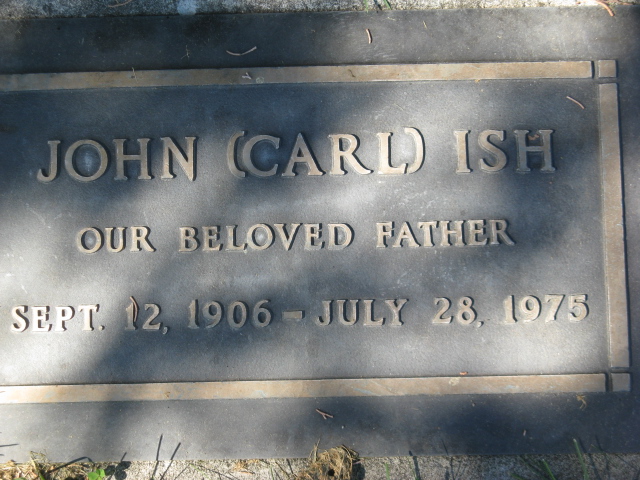 JOHN (CARL) ISH
OUR BELOVED FATHER
SEPT. 12, 1906 - JULY 28, 1975